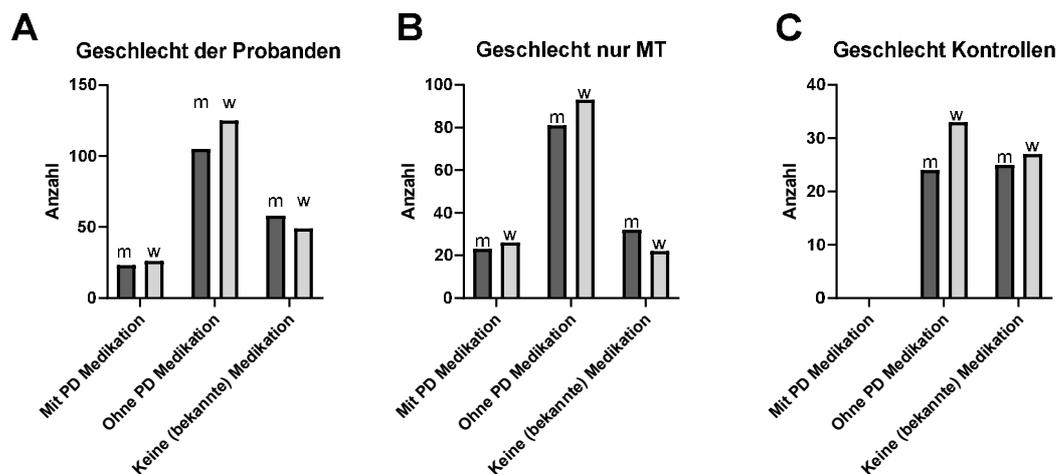 A
Geschlecht der Probanden
Anzahl
150
100
50
0
m
w
m
w
m
w
Mit PD Medikation
Ohne PD Medikation
Keine (bekannte) Medikation
B
Geschlecht nur MT
Anzahl
100
80
60
40
20
0
m
w
m
w
m
w
Mit PD Medikation
Ohne PD Medikation
Keine (bekannte) Medikation
C
Geschlecht Kontrollen
Anzahl
40
30
20
10
0
m
w
m
w
Mit PD Medikation
Ohne PD Medikation
Keine (bekannte) Medikation